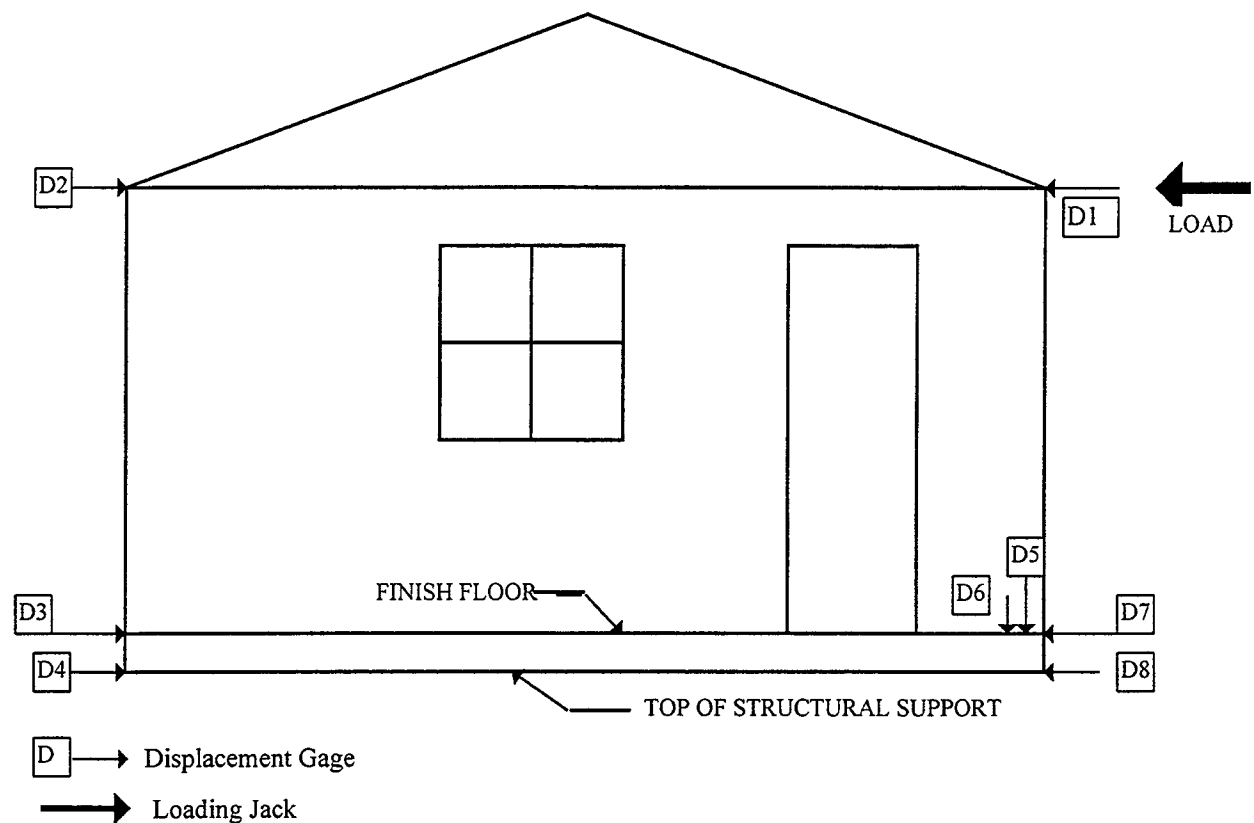 D2
D1
LOAD
D5
FINISH FLOOR
D6
D3
D7
D4
D8
TOP OF STRUCTURAL SUPPORT
D
Displacement Gage
Loading Jack